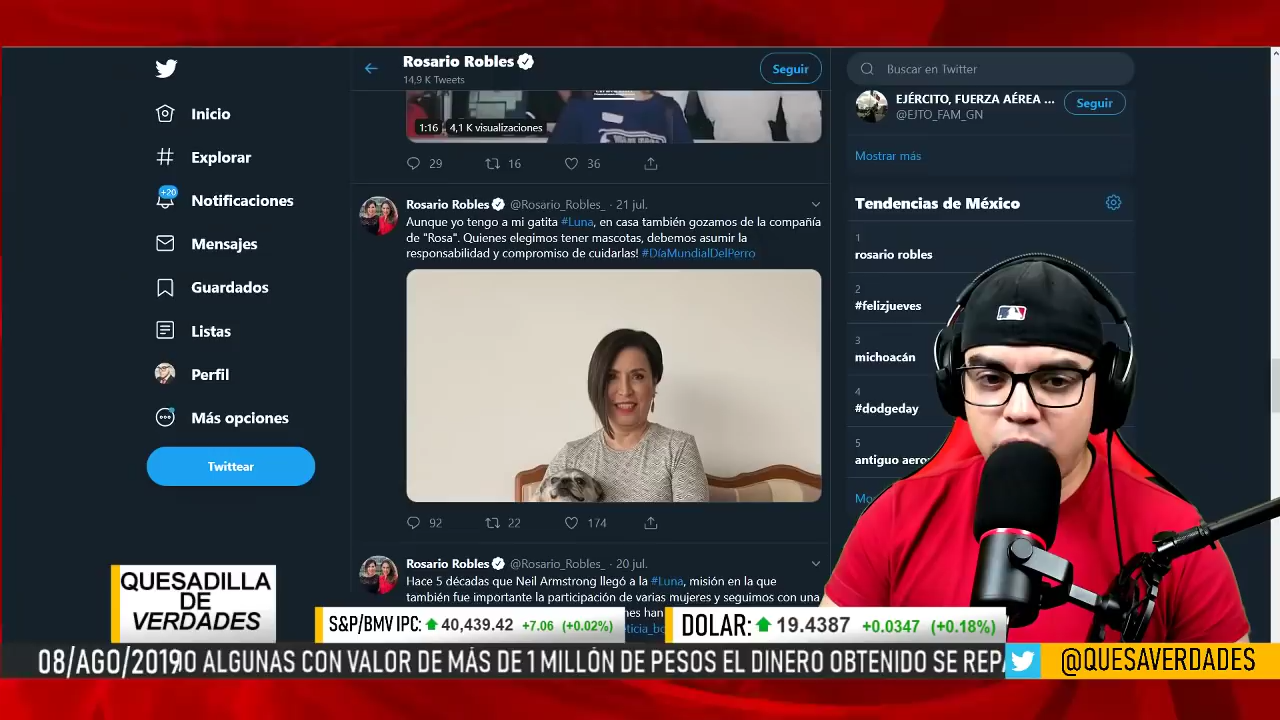 Inicio
Explorar
+20
Notificaciones
Mensajes
Guardados
Listas
Perfil
Más opciones
Twittear
Rosario Robles
14,9 K Tweets
Seguir
1:16 4,1 K visualizaciones
29 16 36
Rosario Robles @Rosario_Robles_ · 21 jul.
Aunque yo tengo a mi gatita #Luna, en casa también gozamos de la compañía
de "Rosa". Quienes elegimos tener mascotas, debemos asumir la
responsabilidad y compromiso de cuidarlas! #DíaMundialDelPerro
92 22 174
Rosario Robles @Rosario_Robles_ · 20 jul.
Hace 5 décadas que Neil Armstrong llegó a la #Luna, misión en la que
también fue importante la participación de varias mujeres y seguimos con una
Buscar en Twitter
EJÉRCITO, FUERZA AÉREA ...
@EJTO_FAM_GN
Seguir
Mostrar más
Tendencias de México
1
rosario robles
2
#felizjueves
3
michoacán
4
#dodgeday
5
antiguo aero
QUESADILLA
DE
VERDADES
S&P/BMV IPC: 40,439.42 +7.06 (+0.02%)
DOLAR: 19.4387 +0.0347 (+0.18%)
08/AGO/2019 ALGUNAS CON VALOR DE MÁS DE 1 MILLÓN DE PESOS EL DINERO OBTENIDO SE REPA
@QUESAVERDADES